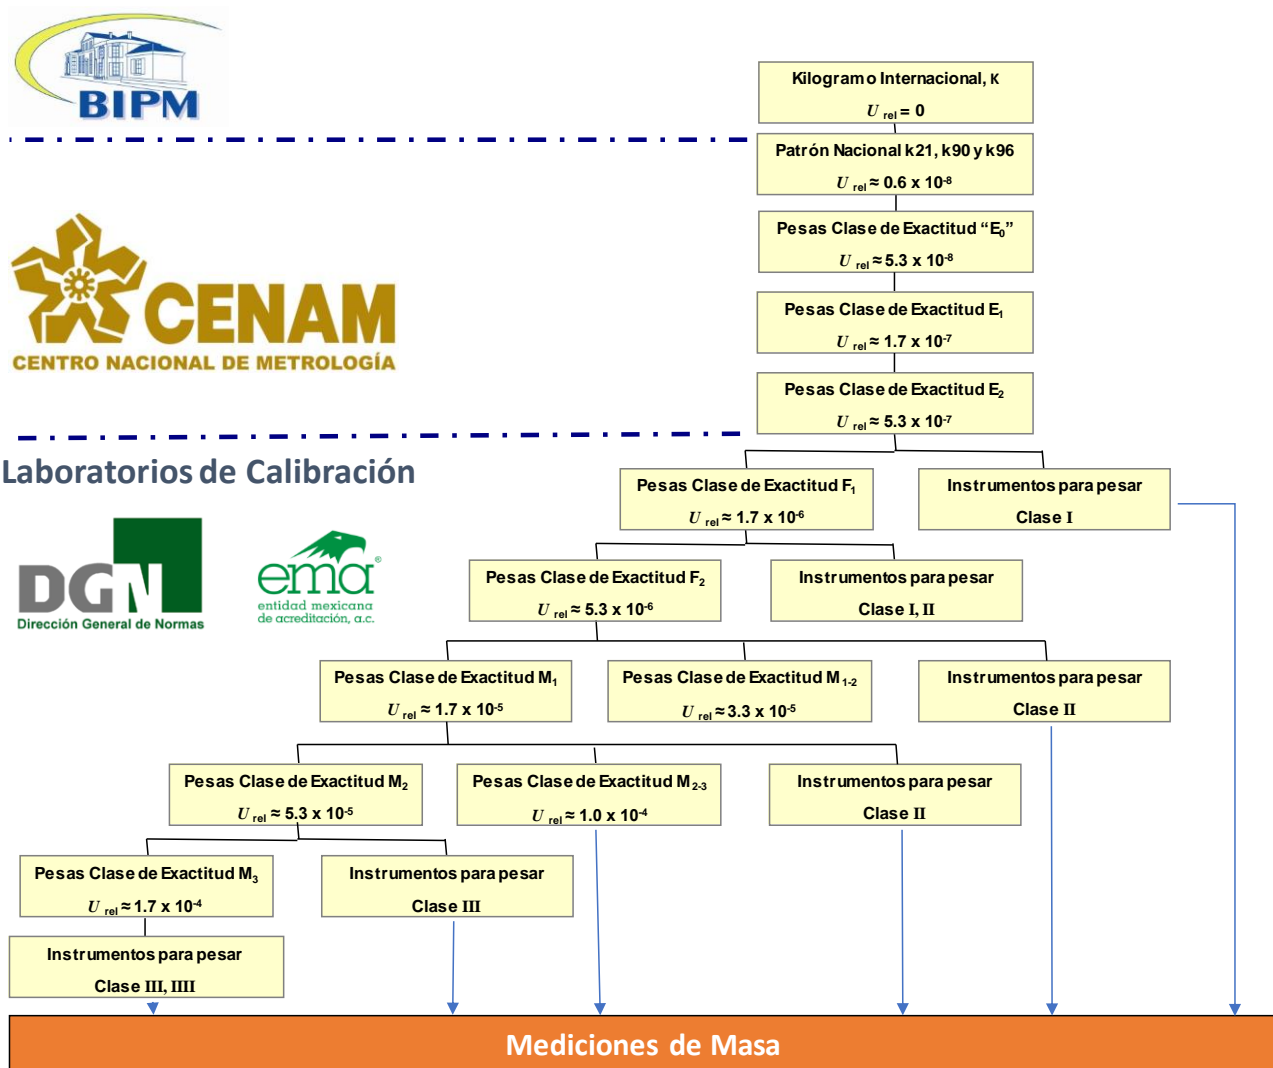 BIPM
Kilogramo Internacional, K
U rel = 0
Patrón Nacional k21, k90 y k96
U rel ≈ 0.6 x 10⁻⁸
CENAM
CENTRO NACIONAL DE METROLOGÍA
Pesas Clase de Exactitud “E₀”
U rel ≈ 5.3 x 10⁻⁸
Pesas Clase de Exactitud E₁
U rel ≈ 1.7 x 10⁻⁷
Pesas Clase de Exactitud E₂
U rel ≈ 5.3 x 10⁻⁷
Laboratorios de Calibración
Pesas Clase de Exactitud F₁
U rel ≈ 1.7 x 10⁻⁶
Instrumentos para pesar
Clase I
DGN
Dirección General de Normas
ema®
entidad mexicana
de acreditación, a.c.
Pesas Clase de Exactitud F₂
U rel ≈ 5.3 x 10⁻⁶
Instrumentos para pesar
Clase I, II
Pesas Clase de Exactitud M₁
U rel ≈ 1.7 x 10⁻⁵
Pesas Clase de Exactitud M₁₋₂
U rel ≈ 3.3 x 10⁻⁵
Instrumentos para pesar
Clase II
Pesas Clase de Exactitud M₂
U rel ≈ 5.3 x 10⁻⁵
Pesas Clase de Exactitud M₂₋₃
U rel ≈ 1.0 x 10⁻⁴
Instrumentos para pesar
Clase II
Pesas Clase de Exactitud M₃
U rel ≈ 1.7 x 10⁻⁴
Instrumentos para pesar
Clase III
Instrumentos para pesar
Clase III, IIII
Mediciones de Masa